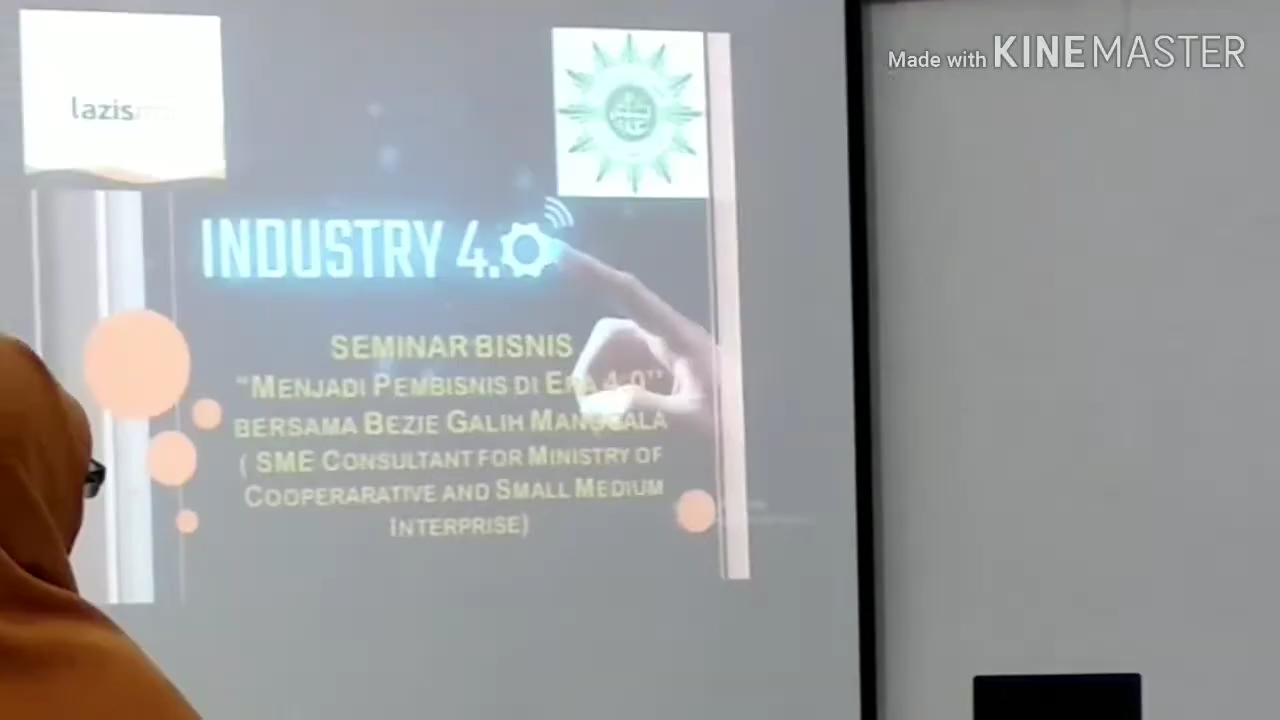 Made with KINEMASTER
lazis
INDUSTRY 4.0
SEMINAR BISNIS
"MENJADI PEMBISNIS DI ERA 4.0"
BERSAMA BEZIE GALIH MANGGALA
( SME CONSULTANT FOR MINISTRY OF
COOPERARATIVE AND SMALL MEDIUM
INTERPRISE)